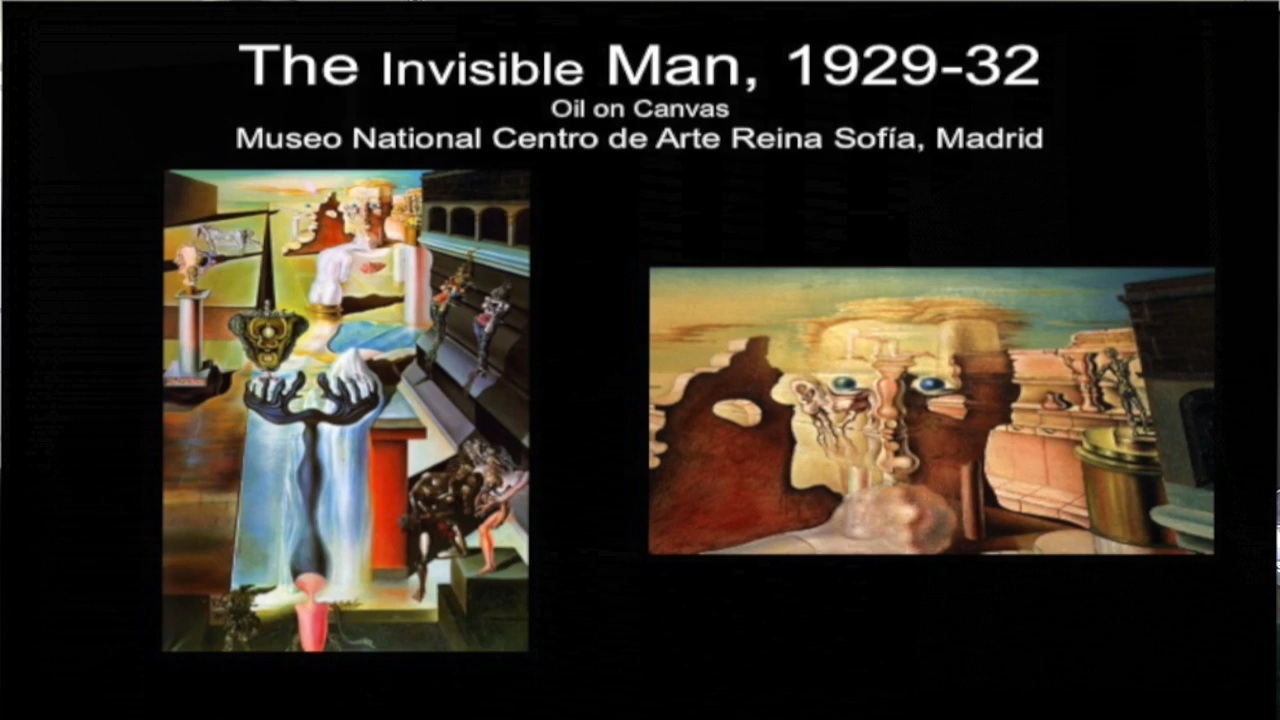 The Invisible Man, 1929-32
Oil on Canvas
Museo National Centro de Arte Reina Sofía, Madrid